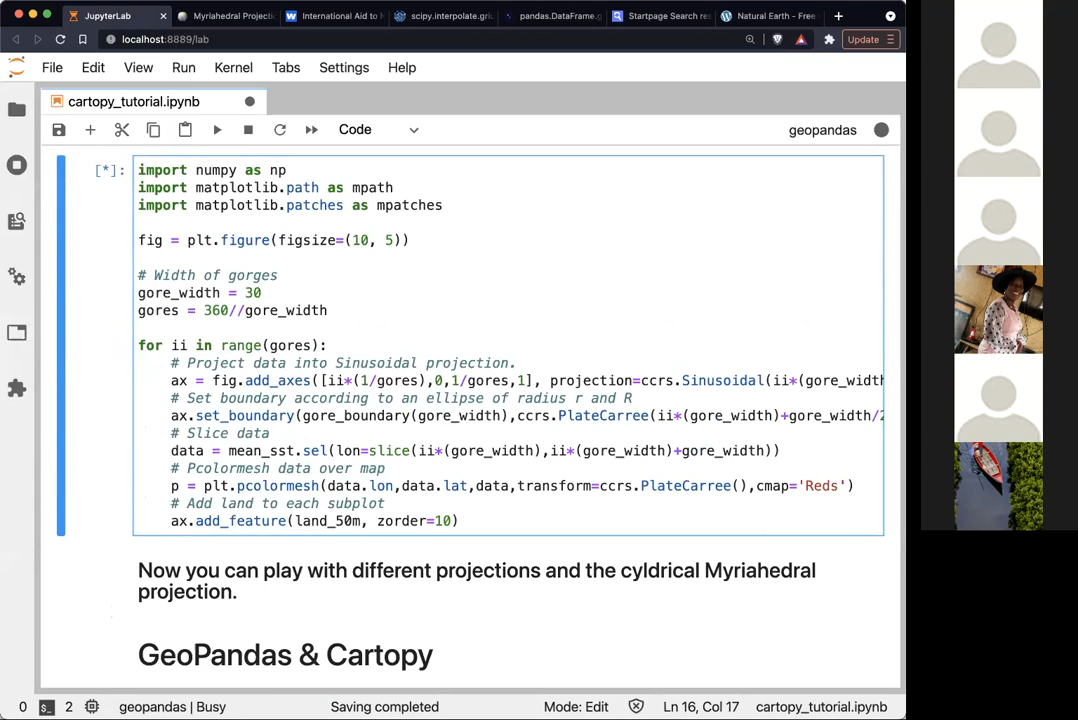 JupyterLab
Myriahedral Projecti
International Aid to
scipy.interpolate.gri
pandas.DataFrame.g
Startpage Search res
Natural Earth - Free
localhost:8889/lab
Update
File Edit View Run Kernel Tabs Settings Help
cartopy_tutorial.ipynb
Code
geopandas
[*]:
import numpy as np
import matplotlib.path as mpath
import matplotlib.patches as mpatches
fig = plt.figure(figsize=(10, 5))
# Width of gorges
gore_width = 30
gores = 360//gore_width
for ii in range(gores):
# Project data into Sinusoidal projection.
ax = fig.add_axes([ii*(1/gores),0,1/gores,1], projection=ccrs.Sinusoidal(ii*(gore_width
# Set boundary according to an ellipse of radius r and R
ax.set_boundary(gore_boundary(gore_width),ccrs.PlateCarree(ii*(gore_width)+gore_width/2
# Slice data
data = mean_sst.sel(lon=slice(ii*(gore_width),ii*(gore_width)+gore_width))
# Pcolormesh data over map
p = plt.pcolormesh(data.lon,data.lat,data,transform=ccrs.PlateCarree(),cmap='Reds')
# Add land to each subplot
ax.add_feature(land_50m, zorder=10)
Now you can play with different projections and the cyldrical Myriahedral
projection.
GeoPandas & Cartopy
0 2 geopandas | Busy Saving completed Mode: Edit Ln 16, Col 17 cartopy_tutorial.ipynb